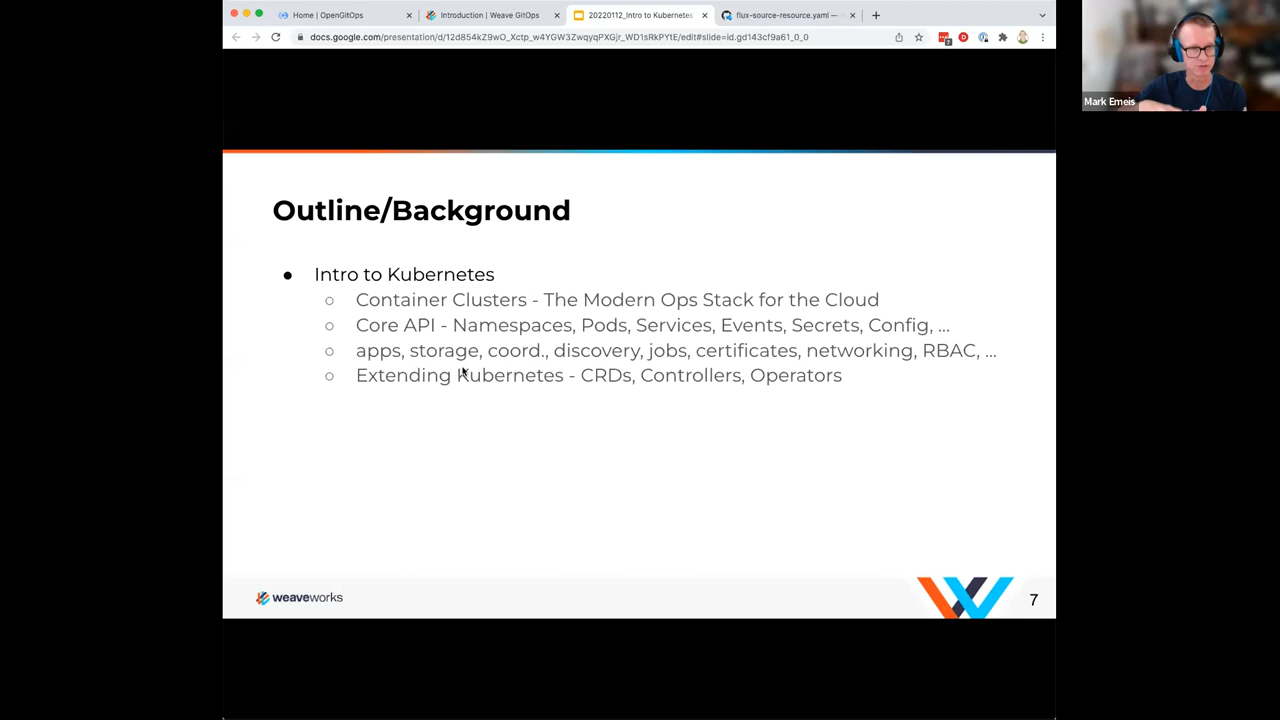 Home | OpenGitOps
Introduction | Weave GitOps
20220112_Intro to Kubernetes
flux-source-resource.yaml —
docs.google.com/presentation/d/12d854kZ9wO_Xctp_w4YGW3ZwqyqPXGjr_WD1sRkPYtE/edit#slide=id.gd143cf9a61_0_0
Mark Emeis
Outline/Background
● Intro to Kubernetes
○ Container Clusters - The Modern Ops Stack for the Cloud
○ Core API - Namespaces, Pods, Services, Events, Secrets, Config, ...
○ apps, storage, coord., discovery, jobs, certificates, networking, RBAC, ...
○ Extending Kubernetes - CRDs, Controllers, Operators
weaveworks
7